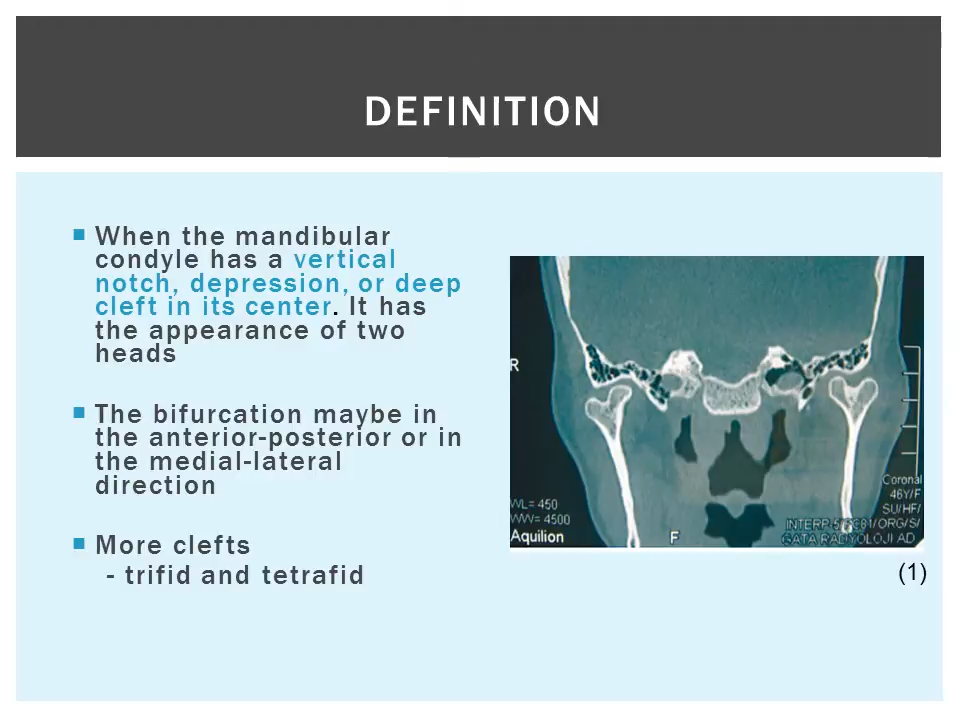 DEFINITION
When the mandibular
condyle has a vertical
notch, depression, or deep
cleft in its center. It has
the appearance of two
heads
The bifurcation maybe in
the anterior-posterior or in
the medial-lateral
direction
More clefts
- trifid and tetrafid
R
WL= 450
WW= 4500
Aquilion
F
Coronal
46Y/F
SU/HF/
GATA RADYOLOJI AD
(1)